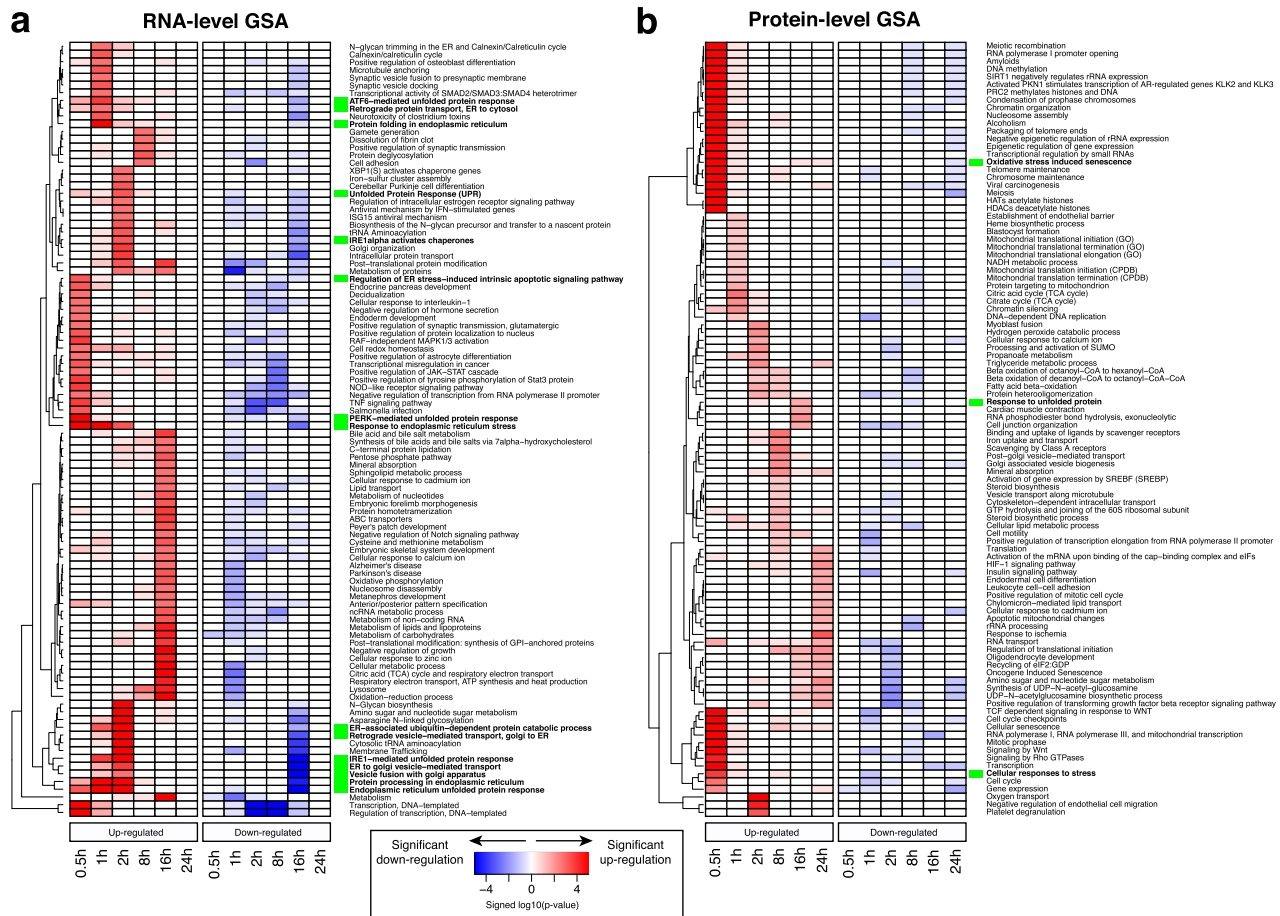 a
RNA-level GSA
N−glycan trimming in the ER and Calnexin/Calreticulin cycle
Calnexin/calreticulin cycle
Positive regulation of osteoblast differentiation
Microtubule anchoring
Synaptic vesicle fusion to presynaptic membrane
Synaptic vesicle docking
Transcriptional activity of SMAD2/SMAD3:SMAD4 heterotrimer
ATF6−mediated unfolded protein response
Retrograde protein transport, ER to cytosol
Neurotoxicity of clostridium toxins
Protein folding in endoplasmic reticulum
Gamete generation
Dissolution of fibrin clot
Positive regulation of synaptic transmission
Protein deglycosylation
Cell adhesion
XBP1(S) activates chaperone genes
Iron−sulfur cluster assembly
Cerebellar Purkinje cell differentiation
Unfolded Protein Response (UPR)
Regulation of intracellular estrogen receptor signaling pathway
Antiviral mechanism by IFN−stimulated genes
ISG15 antiviral mechanism
Biosynthesis of the N−glycan precursor and transfer to a nascent protein
tRNA Aminoacylation
IRE1alpha activates chaperones
Golgi organization
Intracellular protein transport
Post−translational protein modification
Metabolism of proteins
Regulation of ER stress−induced intrinsic apoptotic signaling pathway
Endocrine pancreas development
Decidualization
Cellular response to interleukin−1
Negative regulation of hormone secretion
Endoderm development
Positive regulation of synaptic transmission, glutamatergic
Positive regulation of protein localization to nucleus
RAF−independent MAPK1/3 activation
Cell redox homeostasis
Positive regulation of astrocyte differentiation
Transcriptional misregulation in cancer
Positive regulation of JAK−STAT cascade
Positive regulation of tyrosine phosphorylation of Stat3 protein
NOD−like receptor signaling pathway
Negative regulation of transcription from RNA polymerase II promoter
TNF signaling pathway
Salmonella infection
PERK−mediated unfolded protein response
Response to endoplasmic reticulum stress
Bile acid and bile salt metabolism
Synthesis of bile acids and bile salts via 7alpha−hydroxycholesterol
C−terminal protein lipidation
Pentose phosphate pathway
Mineral absorption
Sphingolipid metabolic process
Cellular response to cadmium ion
Lipid transport
Metabolism of nucleotides
Embryonic forelimb morphogenesis
Protein homotetramerization
ABC transporters
Peyer's patch development
Negative regulation of Notch signaling pathway
Cysteine and methionine metabolism
Embryonic skeletal system development
Cellular response to calcium ion
Alzheimer's disease
Parkinson's disease
Oxidative phosphorylation
Nucleosome disassembly
Metanephros development
Anterior/posterior pattern specification
ncRNA metabolic process
Metabolism of non−coding RNA
Metabolism of lipids and lipoproteins
Metabolism of carbohydrates
Post−translational modification: synthesis of GPI−anchored proteins
Negative regulation of growth
Cellular response to zinc ion
Cellular metabolic process
Citric acid (TCA) cycle and respiratory electron transport
Respiratory electron transport, ATP synthesis and heat production
Lysosome
Oxidation−reduction process
N−Glycan biosynthesis
Amino sugar and nucleotide sugar metabolism
Asparagine N−linked glycosylation
ER−associated ubiquitin−dependent protein catabolic process
Retrograde vesicle−mediated transport, golgi to ER
Cytosolic tRNA aminoacylation
Membrane Trafficking
IRE1−mediated unfolded protein response
ER to golgi vesicle−mediated transport
Vesicle fusion with golgi apparatus
Protein processing in endoplasmic reticulum
Endoplasmic reticulum unfolded protein response
Metabolism
Transcription, DNA−templated
Regulation of transcription, DNA−templated
Up-regulated
Down-regulated
0.5h 1h 2h 8h 16h 24h
0.5h 1h 2h 8h 16h 24h
b
Protein-level GSA
Meiotic recombination
RNA polymerase I promoter opening
Amyloids
DNA methylation
SIRT1 negatively regulates rRNA expression
Activated PKN1 stimulates transcription of AR-regulated genes KLK2 and KLK3
PRC2 methylates histones and DNA
Condensation of prophase chromosomes
Chromatin organization
Nucleosome assembly
Alcoholism
Packaging of telomere ends
Negative epigenetic regulation of rRNA expression
Epigenetic regulation of gene expression
Transcriptional regulation by small RNAs
Oxidative stress induced senescence
Telomere maintenance
Chromosome maintenance
Viral carcinogenesis
Meiosis
HATs acetylate histones
HDACs deacetylate histones
Establishment of endothelial barrier
Heme biosynthetic process
Blastocyst formation
Mitochondrial translational initiation (GO)
Mitochondrial translational termination (GO)
Mitochondrial translational elongation (GO)
NADH metabolic process
Mitochondrial translation initiation (CPDB)
Mitochondrial translation termination (CPDB)
Protein targeting to mitochondrion
Citric acid cycle (TCA cycle)
Citrate cycle (TCA cycle)
Chromatin silencing
DNA−dependent DNA replication
Myoblast fusion
Hydrogen peroxide catabolic process
Cellular response to calcium ion
Processing and activation of SUMO
Propanoate metabolism
Triglyceride metabolic process
Beta oxidation of octanoyl−CoA to hexanoyl−CoA
Beta oxidation of decanoyl−CoA to octanoyl−CoA−CoA
Fatty acid beta−oxidation
Protein heterooligomerization
Response to unfolded protein
Cardiac muscle contraction
RNA phosphodiester bond hydrolysis, exonucleolytic
Cell junction organization
Binding and uptake of ligands by scavenger receptors
Iron uptake and transport
Scavenging by Class A receptors
Post−golgi vesicle−mediated transport
Golgi associated vesicle biogenesis
Mineral absorption
Activation of gene expression by SREBF (SREBP)
Steroid biosynthesis
Vesicle transport along microtubule
Cytoskeleton−dependent intracellular transport
GTP hydrolysis and joining of the 60S ribosomal subunit
Steroid biosynthetic process
Cellular lipid metabolic process
Cell motility
Positive regulation of transcription elongation from RNA polymerase II promoter
Translation
Activation of the mRNA upon binding of the cap−binding complex and eIFs
HIF−1 signaling pathway
Insulin signaling pathway
Endodermal cell differentiation
Leukocyte cell−cell adhesion
Positive regulation of mitotic cell cycle
Chylomicron−mediated lipid transport
Cellular response to cadmium ion
Apoptotic mitochondrial changes
rRNA processing
Response to ischemia
RNA transport
Regulation of translational initiation
Oligodendrocyte development
Recycling of eIF2:GDP
Oncogene Induced Senescence
Amino sugar and nucleotide sugar metabolism
Synthesis of UDP−N−acetyl−glucosamine
UDP−N−acetylglucosamine biosynthetic process
Positive regulation of transforming growth factor beta receptor signaling pathway
TCF dependent signaling in response to WNT
Cell cycle checkpoints
Cellular senescence
RNA polymerase I, RNA polymerase III, and mitochondrial transcription
Mitotic prophase
Signaling by Wnt
Signaling by Rho GTPases
Transcription
Cellular responses to stress
Cell cycle
Gene expression
Oxygen transport
Negative regulation of endothelial cell migration
Platelet degranulation
Up-regulated
Down-regulated
0.5h 1h 2h 8h 16h 24h
0.5h 1h 2h 8h 16h 24h
Significant down-regulation
Significant up-regulation
−4 0 4
Signed log10(p-value)